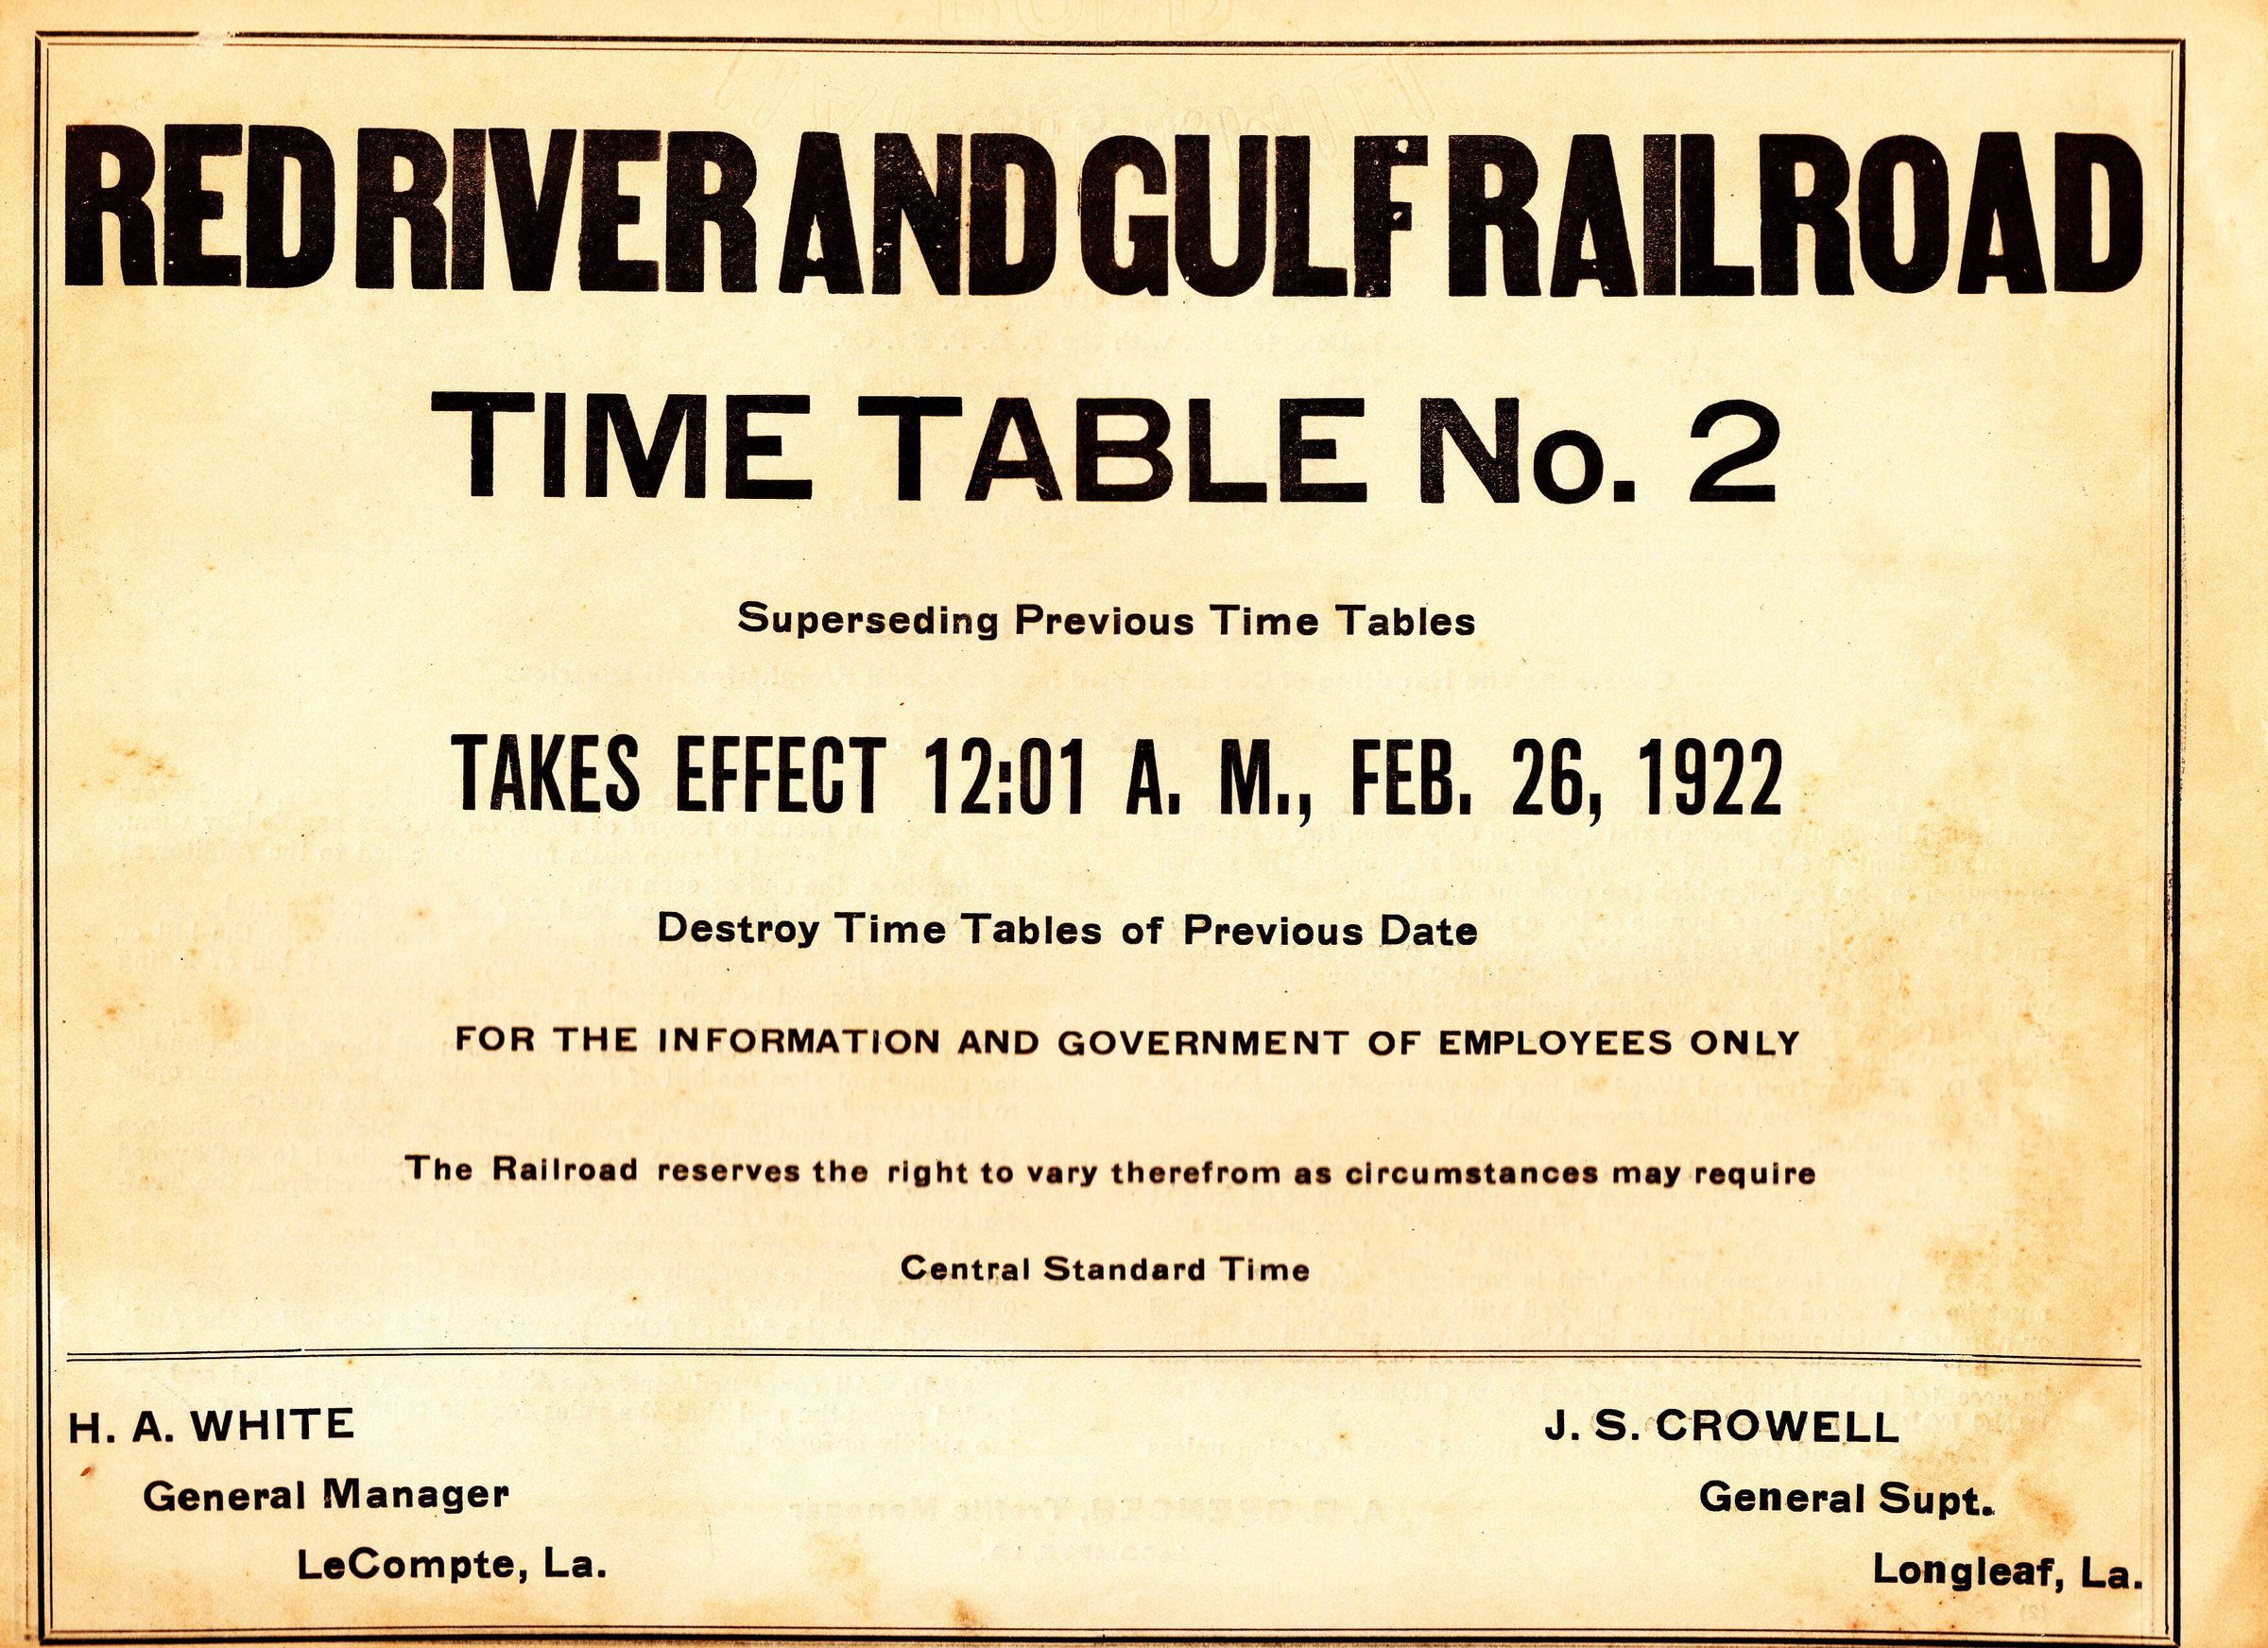 RED RIVER AND GULF RAILROAD
TIME TABLE No. 2
Superseding Previous Time Tables
TAKES EFFECT 12:01 A. M., FEB. 26, 1922
Destroy Time Tables of Previous Date
FOR THE INFORMATION AND GOVERNMENT OF EMPLOYEES ONLY
The Railroad reserves the right to vary therefrom as circumstances may require
Central Standard Time
H. A. WHITE
General Manager
LeCompte, La.
J. S. CROWELL
General Supt.
Longleaf, La.